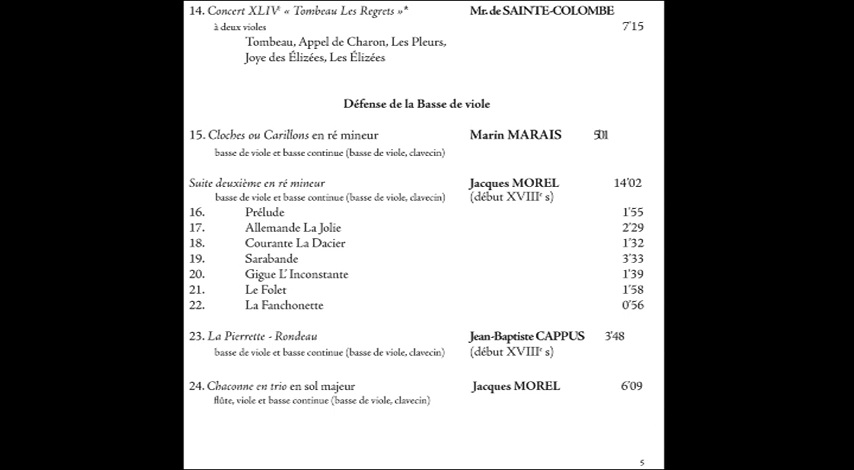 14. Concert XLIVe « Tombeau Les Regrets »* Mr. de SAINTE-COLOMBE
à deux violes 7'15
Tombeau, Appel de Charon, Les Pleurs,
Joye des Élizées, Les Élizées
Défense de la Basse de viole
15. Cloches ou Carillons en ré mineur Marin MARAIS 5'01
basse de viole et basse continue (basse de viole, clavecin)
Suite deuxième en ré mineur Jacques MOREL 14'02
basse de viole et basse continue (basse de viole, clavecin) (début XVIIIe s)
16. Prélude 1'55
17. Allemande La Jolie 2'29
18. Courante La Dacier 1'32
19. Sarabande 3'33
20. Gigue L' Inconstante 1'39
21. Le Folet 1'58
22. La Fanchonette 0'56
23. La Pierrette - Rondeau Jean-Baptiste CAPPUS 3'48
basse de viole et basse continue (basse de viole, clavecin) (début XVIIIe s)
24. Chaconne en trio en sol majeur Jacques MOREL 6'09
flûte, viole et basse continue (basse de viole, clavecin)
5